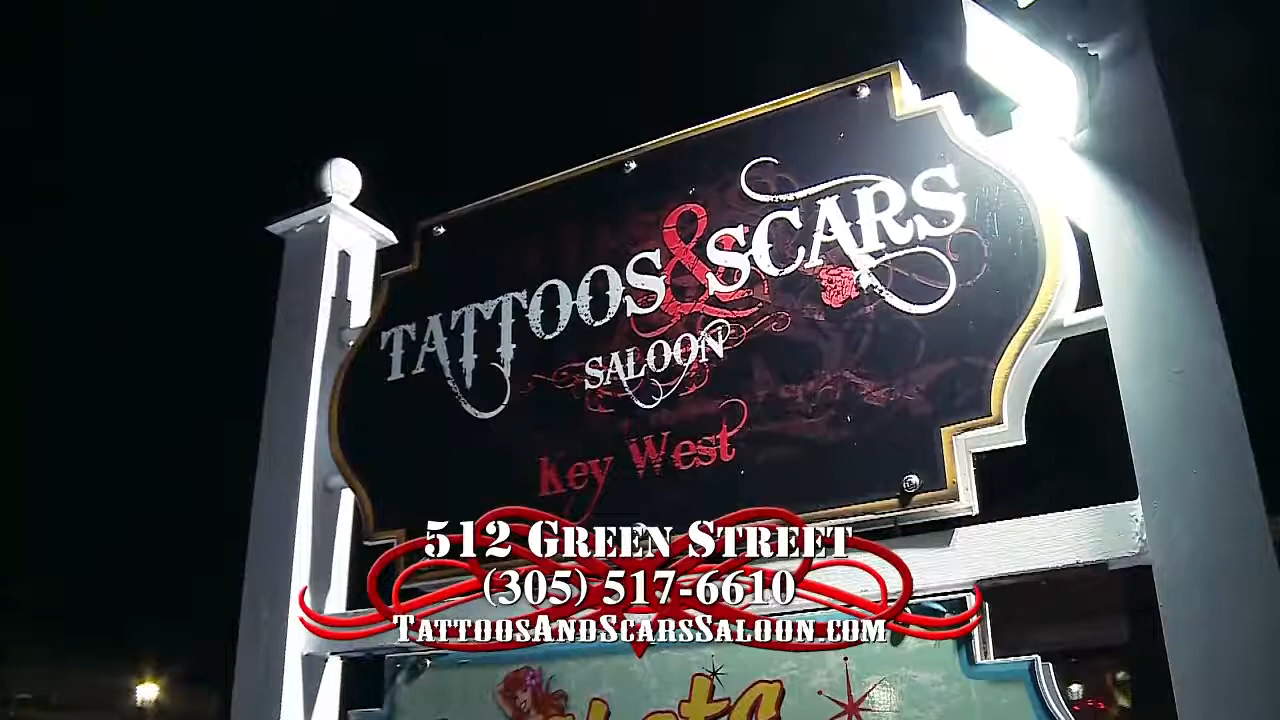 TATTOOS & SCARS
SALOON
Key West
512 GREEN STREET
(305) 517-6610
TATTOOSANDSCARSSALOON.COM